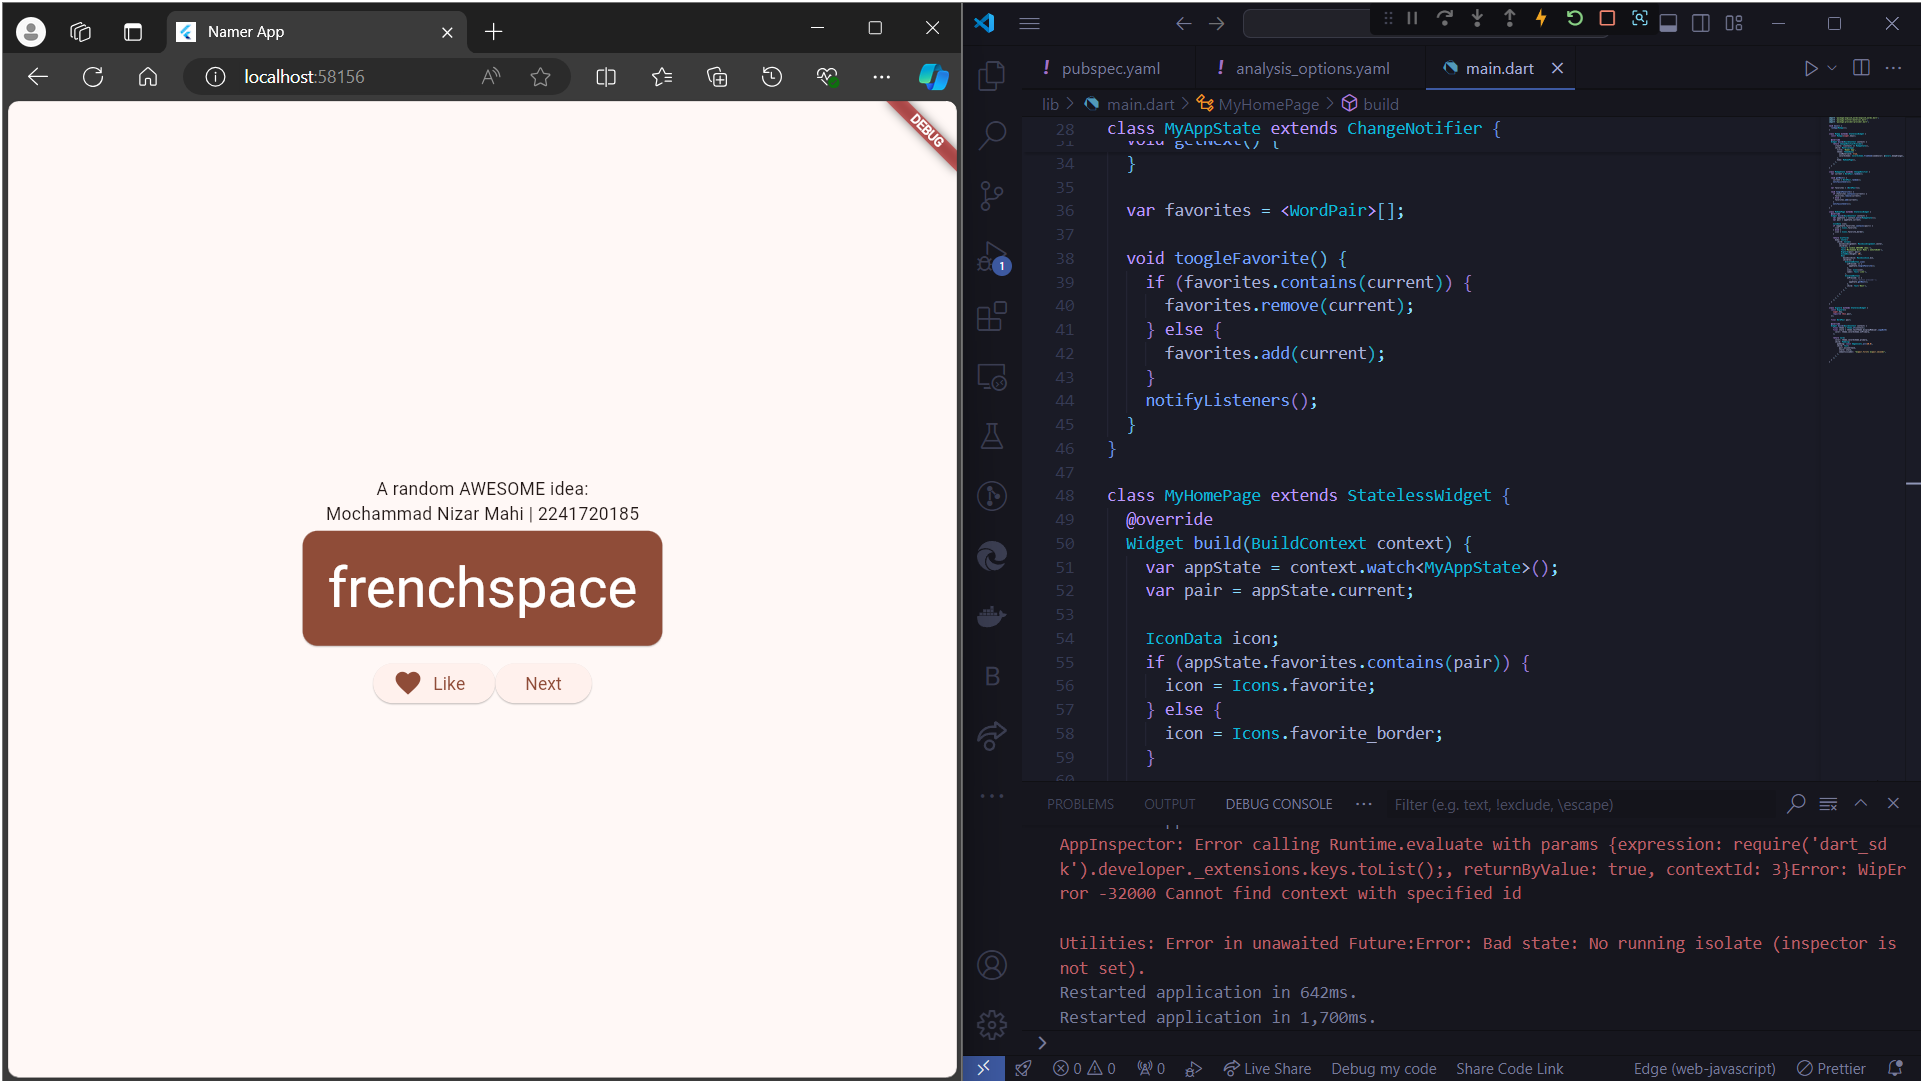 Namer App
localhost:58156
DEBUG
A random AWESOME idea:
Mochammad Nizar Mahi | 2241720185
frenchspace
Like
Next
pubspec.yaml
analysis_options.yaml
main.dart
lib > main.dart > MyHomePage > build
28 class MyAppState extends ChangeNotifier {
31 void getNext() {
34 }
35
36 var favorites = <WordPair>[];
37
38 void toogleFavorite() {
39 if (favorites.contains(current)) {
40 favorites.remove(current);
41 } else {
42 favorites.add(current);
43 }
44 notifyListeners();
45 }
46 }
47
48 class MyHomePage extends StatelessWidget {
49 @override
50 Widget build(BuildContext context) {
51 var appState = context.watch<MyAppState>();
52 var pair = appState.current;
53
54 IconData icon;
55 if (appState.favorites.contains(pair)) {
56 icon = Icons.favorite;
57 } else {
58 icon = Icons.favorite_border;
59 }
60
1
B
PROBLEMS OUTPUT DEBUG CONSOLE Filter (e.g. text, !exclude, \escape)
AppInspector: Error calling Runtime.evaluate with params {expression: require('dart_sd
k').developer._extensions.keys.toList();, returnByValue: true, contextId: 3}Error: WipEr
ror -32000 Cannot find context with specified id
Utilities: Error in unawaited Future:Error: Bad state: No running isolate (inspector is
not set).
Restarted application in 642ms.
Restarted application in 1,700ms.
0 0 0 Live Share Debug my code Share Code Link Edge (web-javascript) Prettier